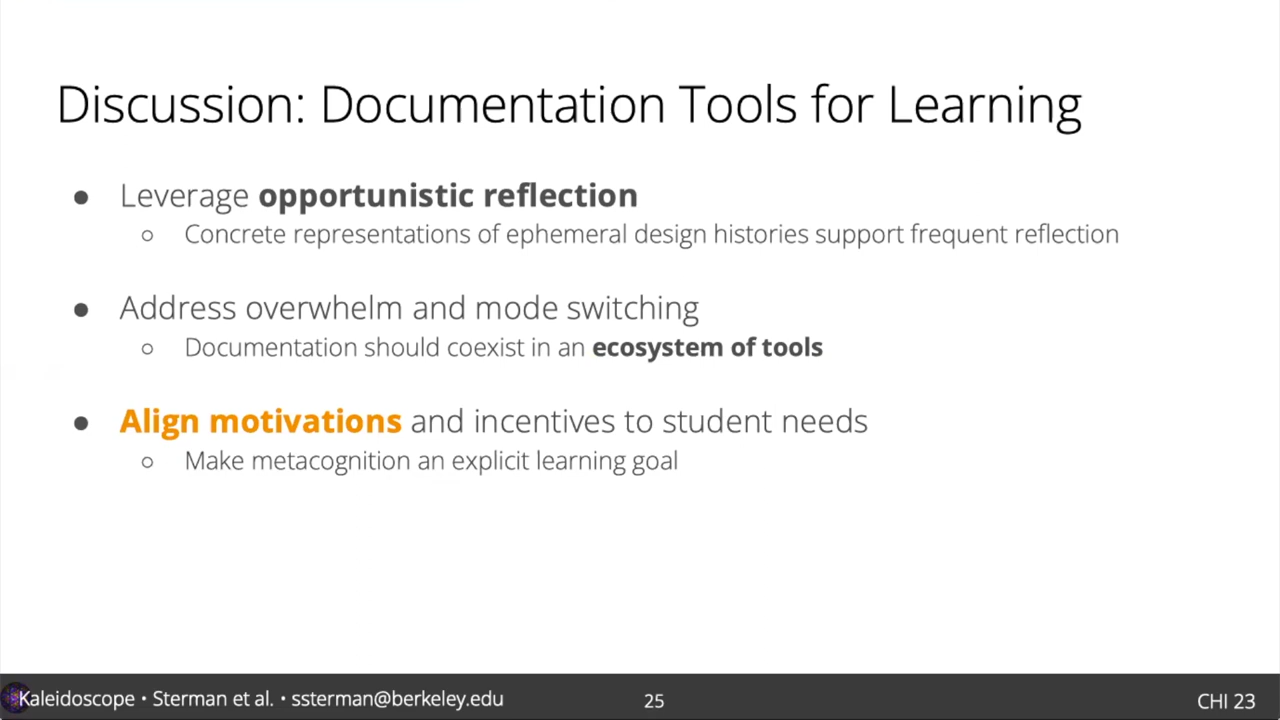 Discussion: Documentation Tools for Learning
● Leverage opportunistic reflection
○ Concrete representations of ephemeral design histories support frequent reflection
● Address overwhelm and mode switching
○ Documentation should coexist in an ecosystem of tools
● Align motivations and incentives to student needs
○ Make metacognition an explicit learning goal
Kaleidoscope • Sterman et al. • ssterman@berkeley.edu
25
CHI 23